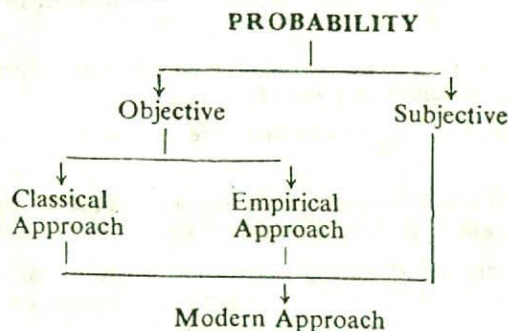 PROBABILITY
Objective Subjective
Classical Approach
Empirical Approach
Modern Approach